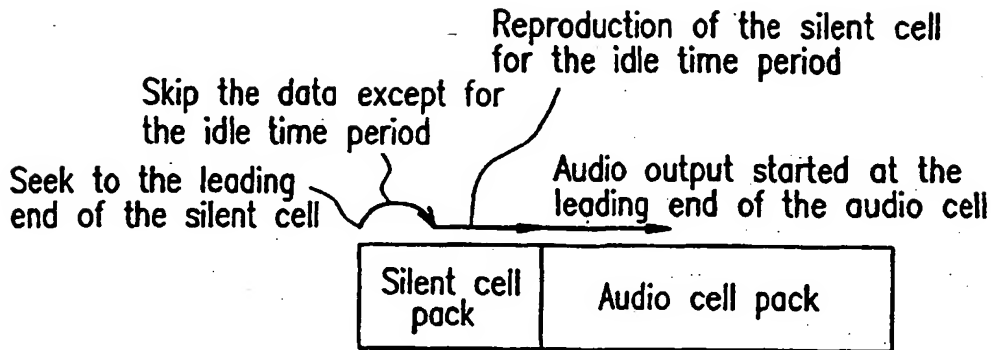 Reproduction of the silent cell
for the idle time period
Skip the data except for
the idle time period
Seek to the leading
end of the silent cell
Audio output started at the
leading end of the audio cell
Silent cell
pack
Audio cell pack